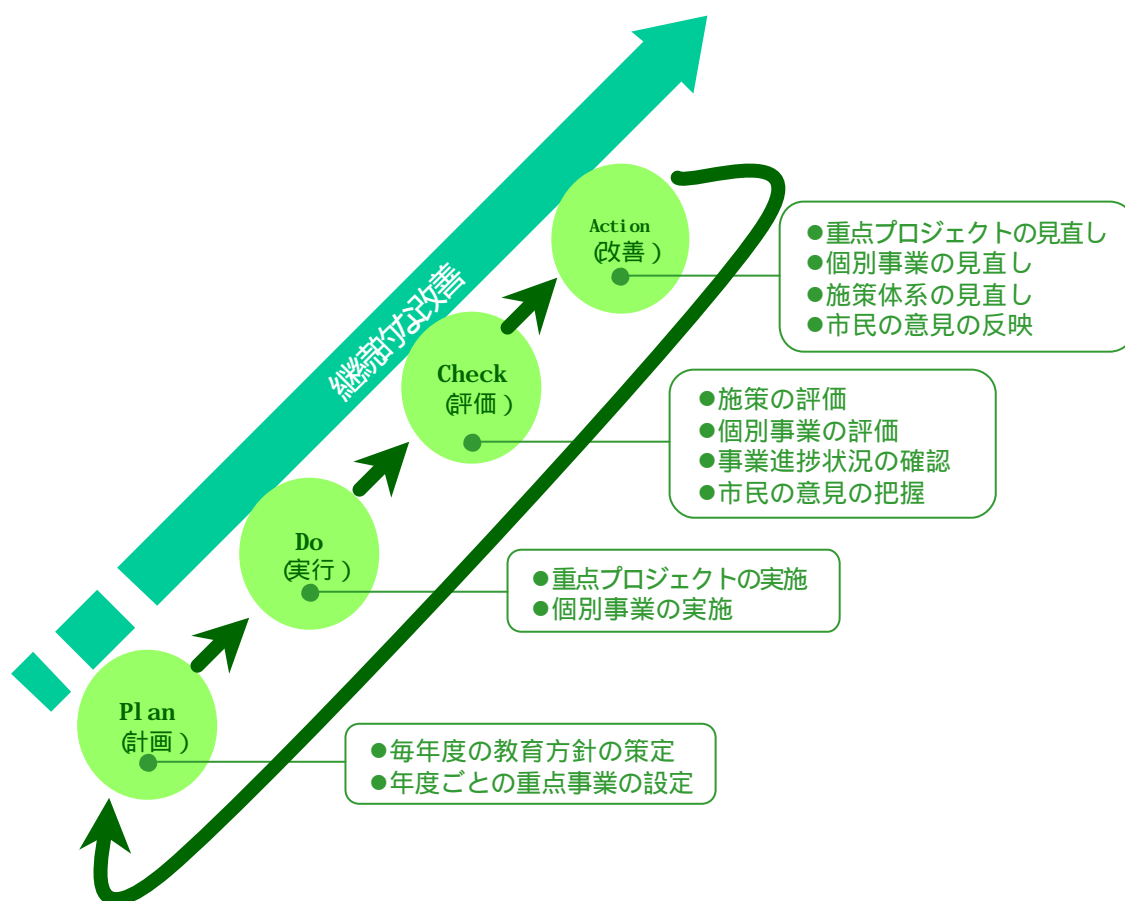 継続的な改善
Action
(改善)
●重点プロジェクトの見直し
●個別事業の見直し
●施策体系の見直し
●市民の意見の反映
Check
(評価)
●施策の評価
●個別事業の評価
●事業進捗状況の確認
●市民の意見の把握
Do
(実行)
●重点プロジェクトの実施
●個別事業の実施
Plan
(計画)
●毎年度の教育方針の策定
●年度ごとの重点事業の設定